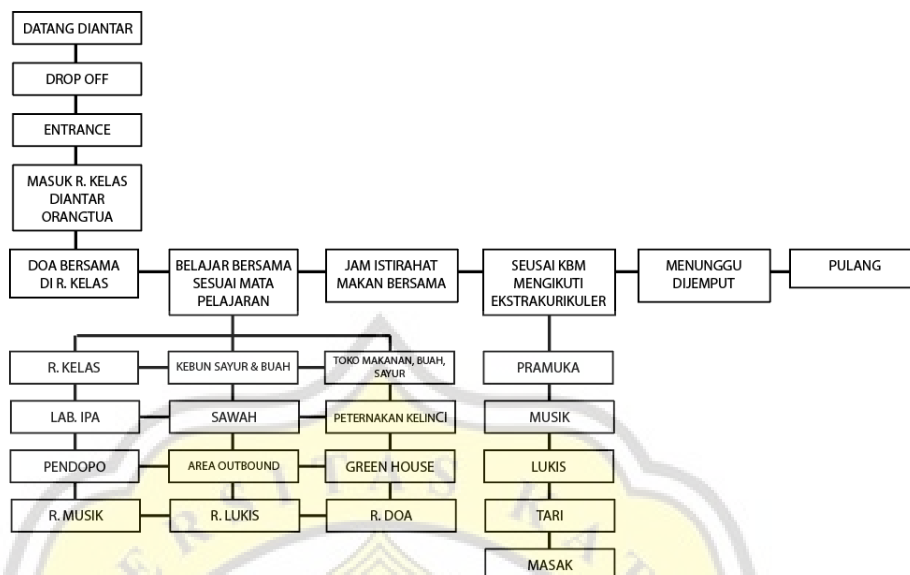 DATANG DIANTAR
DROP OFF
ENTRANCE
MASUK R. KELAS
DIANTAR
ORANGTUA
DOA BERSAMA
DI R. KELAS
BELAJAR BERSAMA
SESUAI MATA
PELAJARAN
JAM ISTIRAHAT
MAKAN BERSAMA
SEUSAI KBM
MENGIKUTI
EKSTRAKURIKULER
MENUNGGU
DIJEMPUT
PULANG
R. KELAS
KEBUN SAYUR & BUAH
TOKO MAKANAN, BUAH,
SAYUR
PRAMUKA
LAB. IPA
SAWAH
PETERNAKAN KELINCI
MUSIK
PENDOPO
AREA OUTBOUND
GREEN HOUSE
LUKIS
R. MUSIK
R. LUKIS
R. DOA
TARI
MASAK
ERSITAS KAT